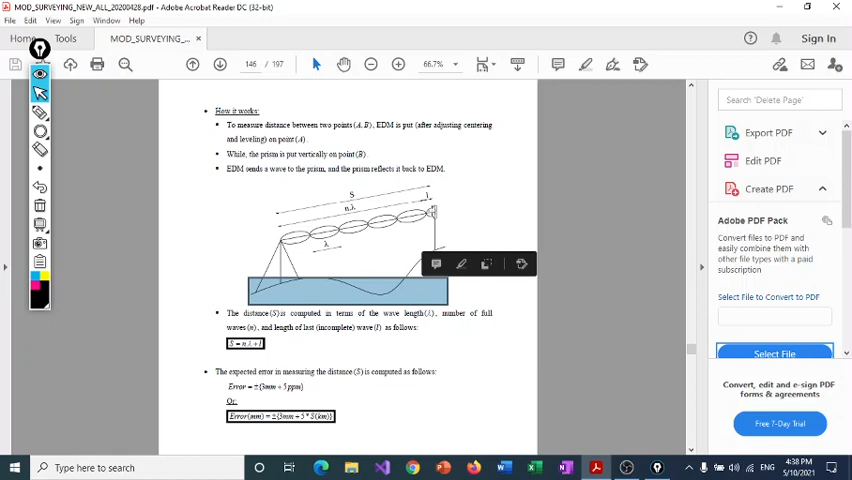 MOD_SURVEYING_NEW_ALL_20200428.pdf - Adobe Acrobat Reader DC (32-bit)
File Edit View Sign Window Help
Home Tools MOD_SURVEYING_... ×
Sign In
146 / 197
66.7%
How it works:
To measure distance between two points (A, B), EDM is put (after adjusting centering
and leveling) on point (A).
While, the prism is put vertically on point (B).
EDM sends a wave to the prism, and the prism reflects it back to EDM.
S
l
n.λ
λ
The distance (S) is computed in terms of the wave length (λ), number of full
waves (n), and length of last (incomplete) wave (l) as follows:
S = n.λ + l
The expected error in measuring the distance (S) is computed as follows:
Error = ±(3mm + 5 ppm)
Or:
Error(mm) = ±{3mm + 5 * S(km)}
Search 'Delete Page'
Export PDF
Edit PDF
Create PDF
Adobe PDF Pack
Convert files to PDF and
easily combine them with
other file types with a paid
subscription
Select File to Convert to PDF
Select File
Convert, edit and e-sign PDF
forms & agreements
Free 7-Day Trial
Type here to search
ENG
4:38 PM
5/10/2021